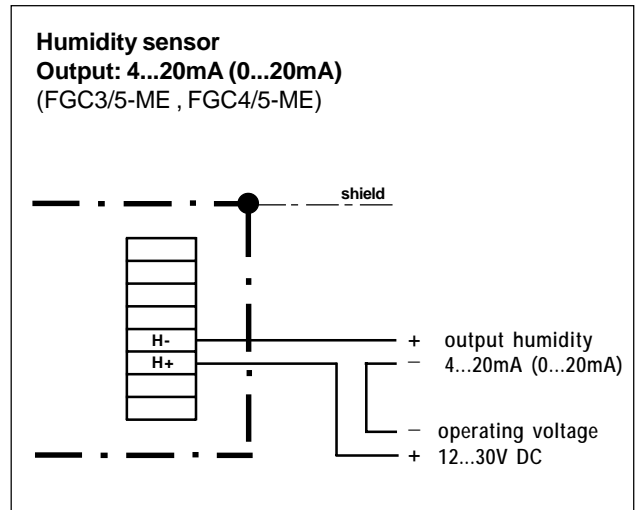 Humidity sensor
Output: 4...20mA (0...20mA)
(FGC3/5-ME , FGC4/5-ME)
shield
H-
+ output humidity
H+
− 4...20mA (0...20mA)
− operating voltage
+ 12...30V DC